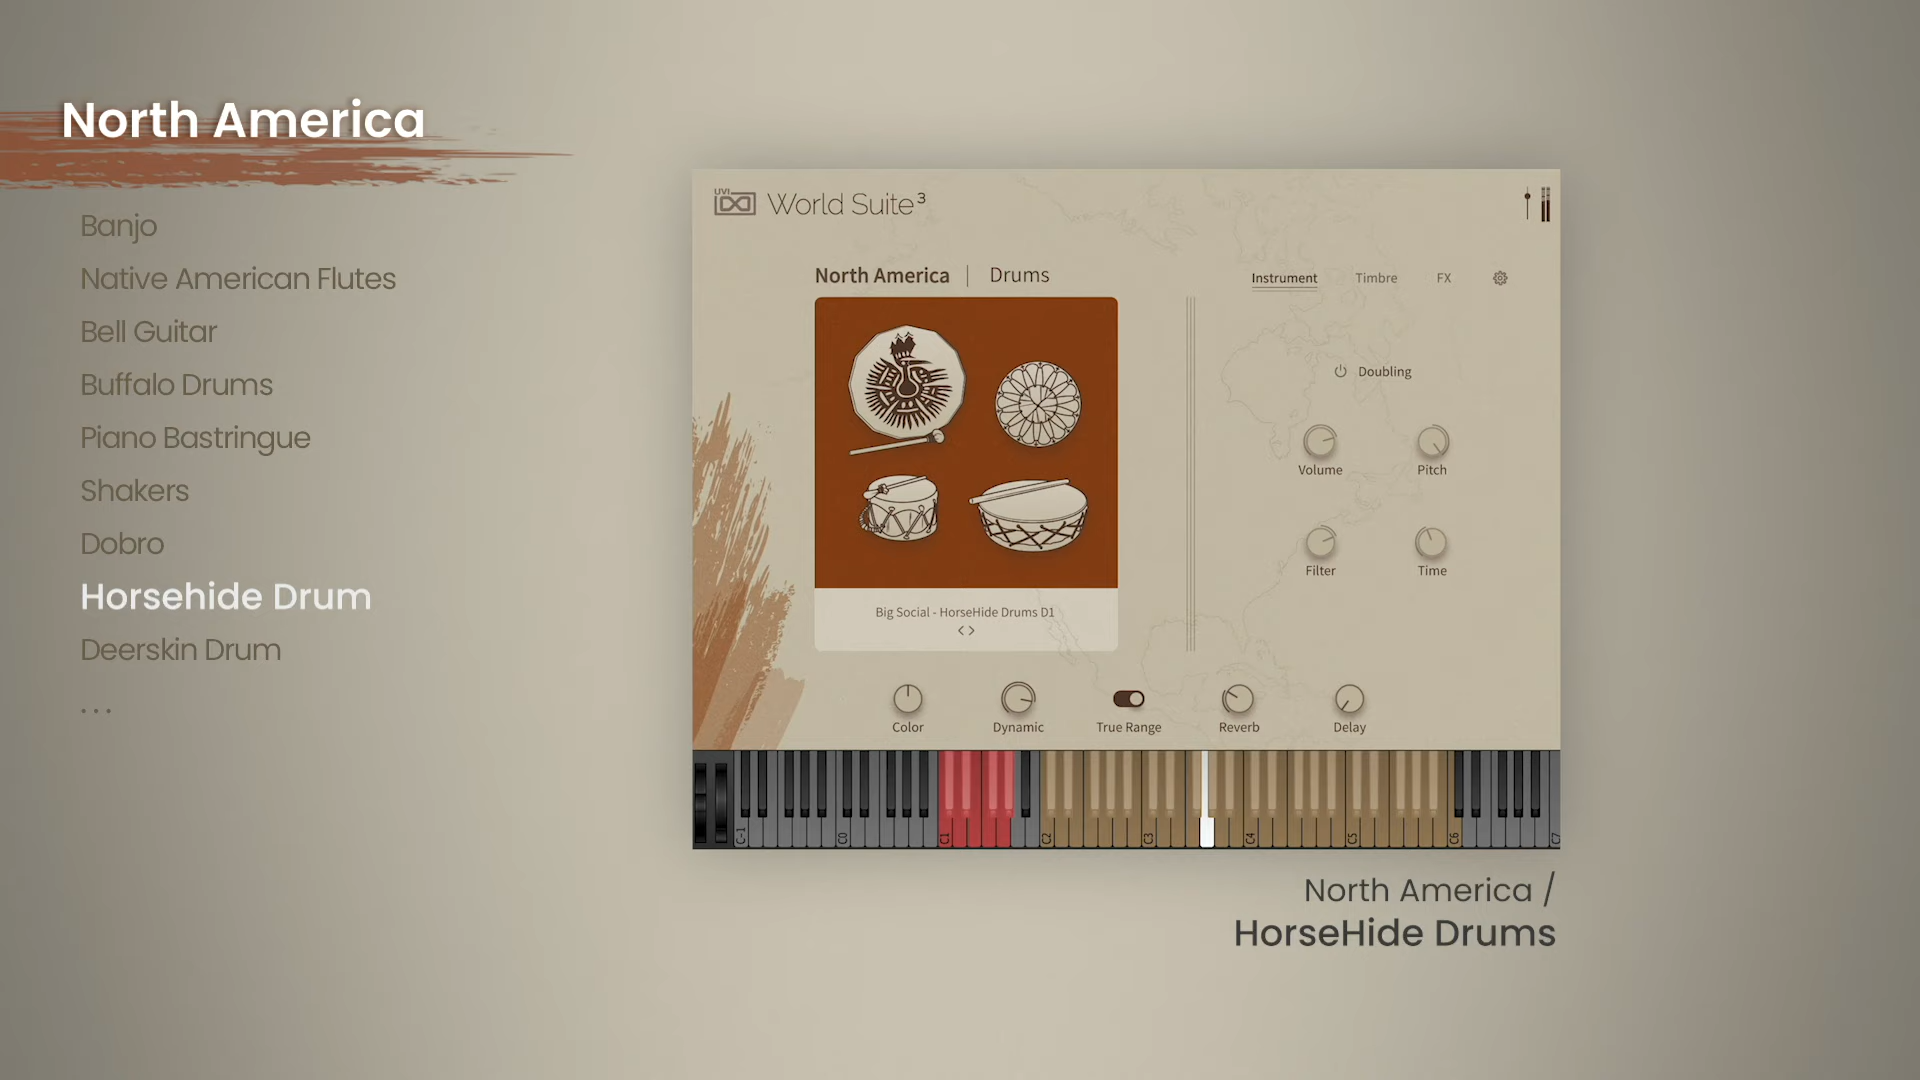 North America
Banjo
Native American Flutes
Bell Guitar
Buffalo Drums
Piano Bastringue
Shakers
Dobro
Horsehide Drum
Deerskin Drum
...
UVI World Suite³
North America | Drums
Instrument Timbre FX
Doubling
Volume Pitch
Filter Time
Big Social - HorseHide Drums D1
< >
Color Dynamic True Range Reverb Delay
C-1 C0 C1 C2 C3 C4 C5 C6 C7
North America /
HorseHide Drums